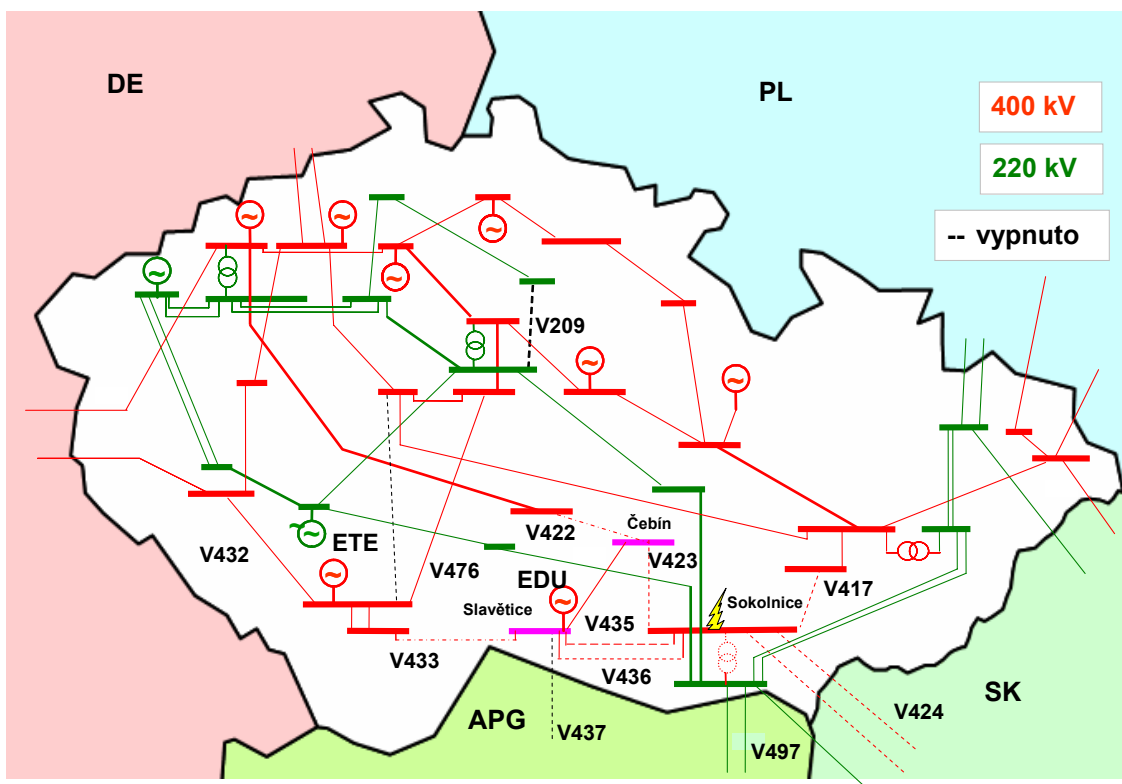 DE
PL
400 kV
220 kV
-- vypnuto
V209
Čebín
V422
V423
ETE
V432
V476
EDU
V417
Slavětice
Sokolnice
V435
V433
V436
SK
APG
V424
V437
V497